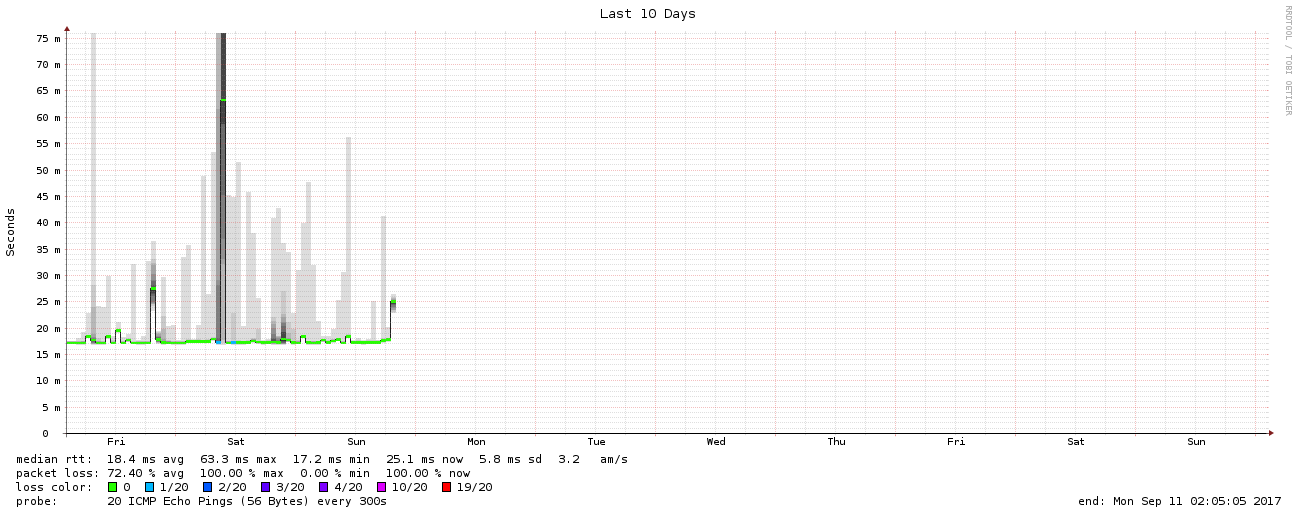 Last 10 Days
RRDTOOL / TOBI OETIKER
Seconds
75 m
70 m
65 m
60 m
55 m
50 m
45 m
40 m
35 m
30 m
25 m
20 m
15 m
10 m
5 m
0
Fri Sat Sun Mon Tue Wed Thu Fri Sat Sun
median rtt: 18.4 ms avg 63.3 ms max 17.2 ms min 25.1 ms now 5.8 ms sd 3.2 am/s
packet loss: 72.40 % avg 100.00 % max 0.00 % min 100.00 % now
loss color: 0 1/20 2/20 3/20 4/20 10/20 19/20
probe: 20 ICMP Echo Pings (56 Bytes) every 300s end: Mon Sep 11 02:05:05 2017